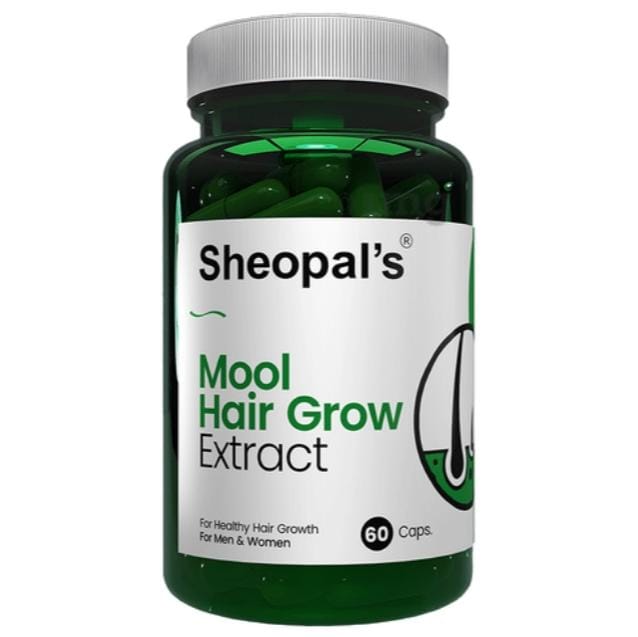 Sheopal's®
Mool
Hair Grow
Extract
For Healthy Hair Growth
For Men & Women
60 Caps.